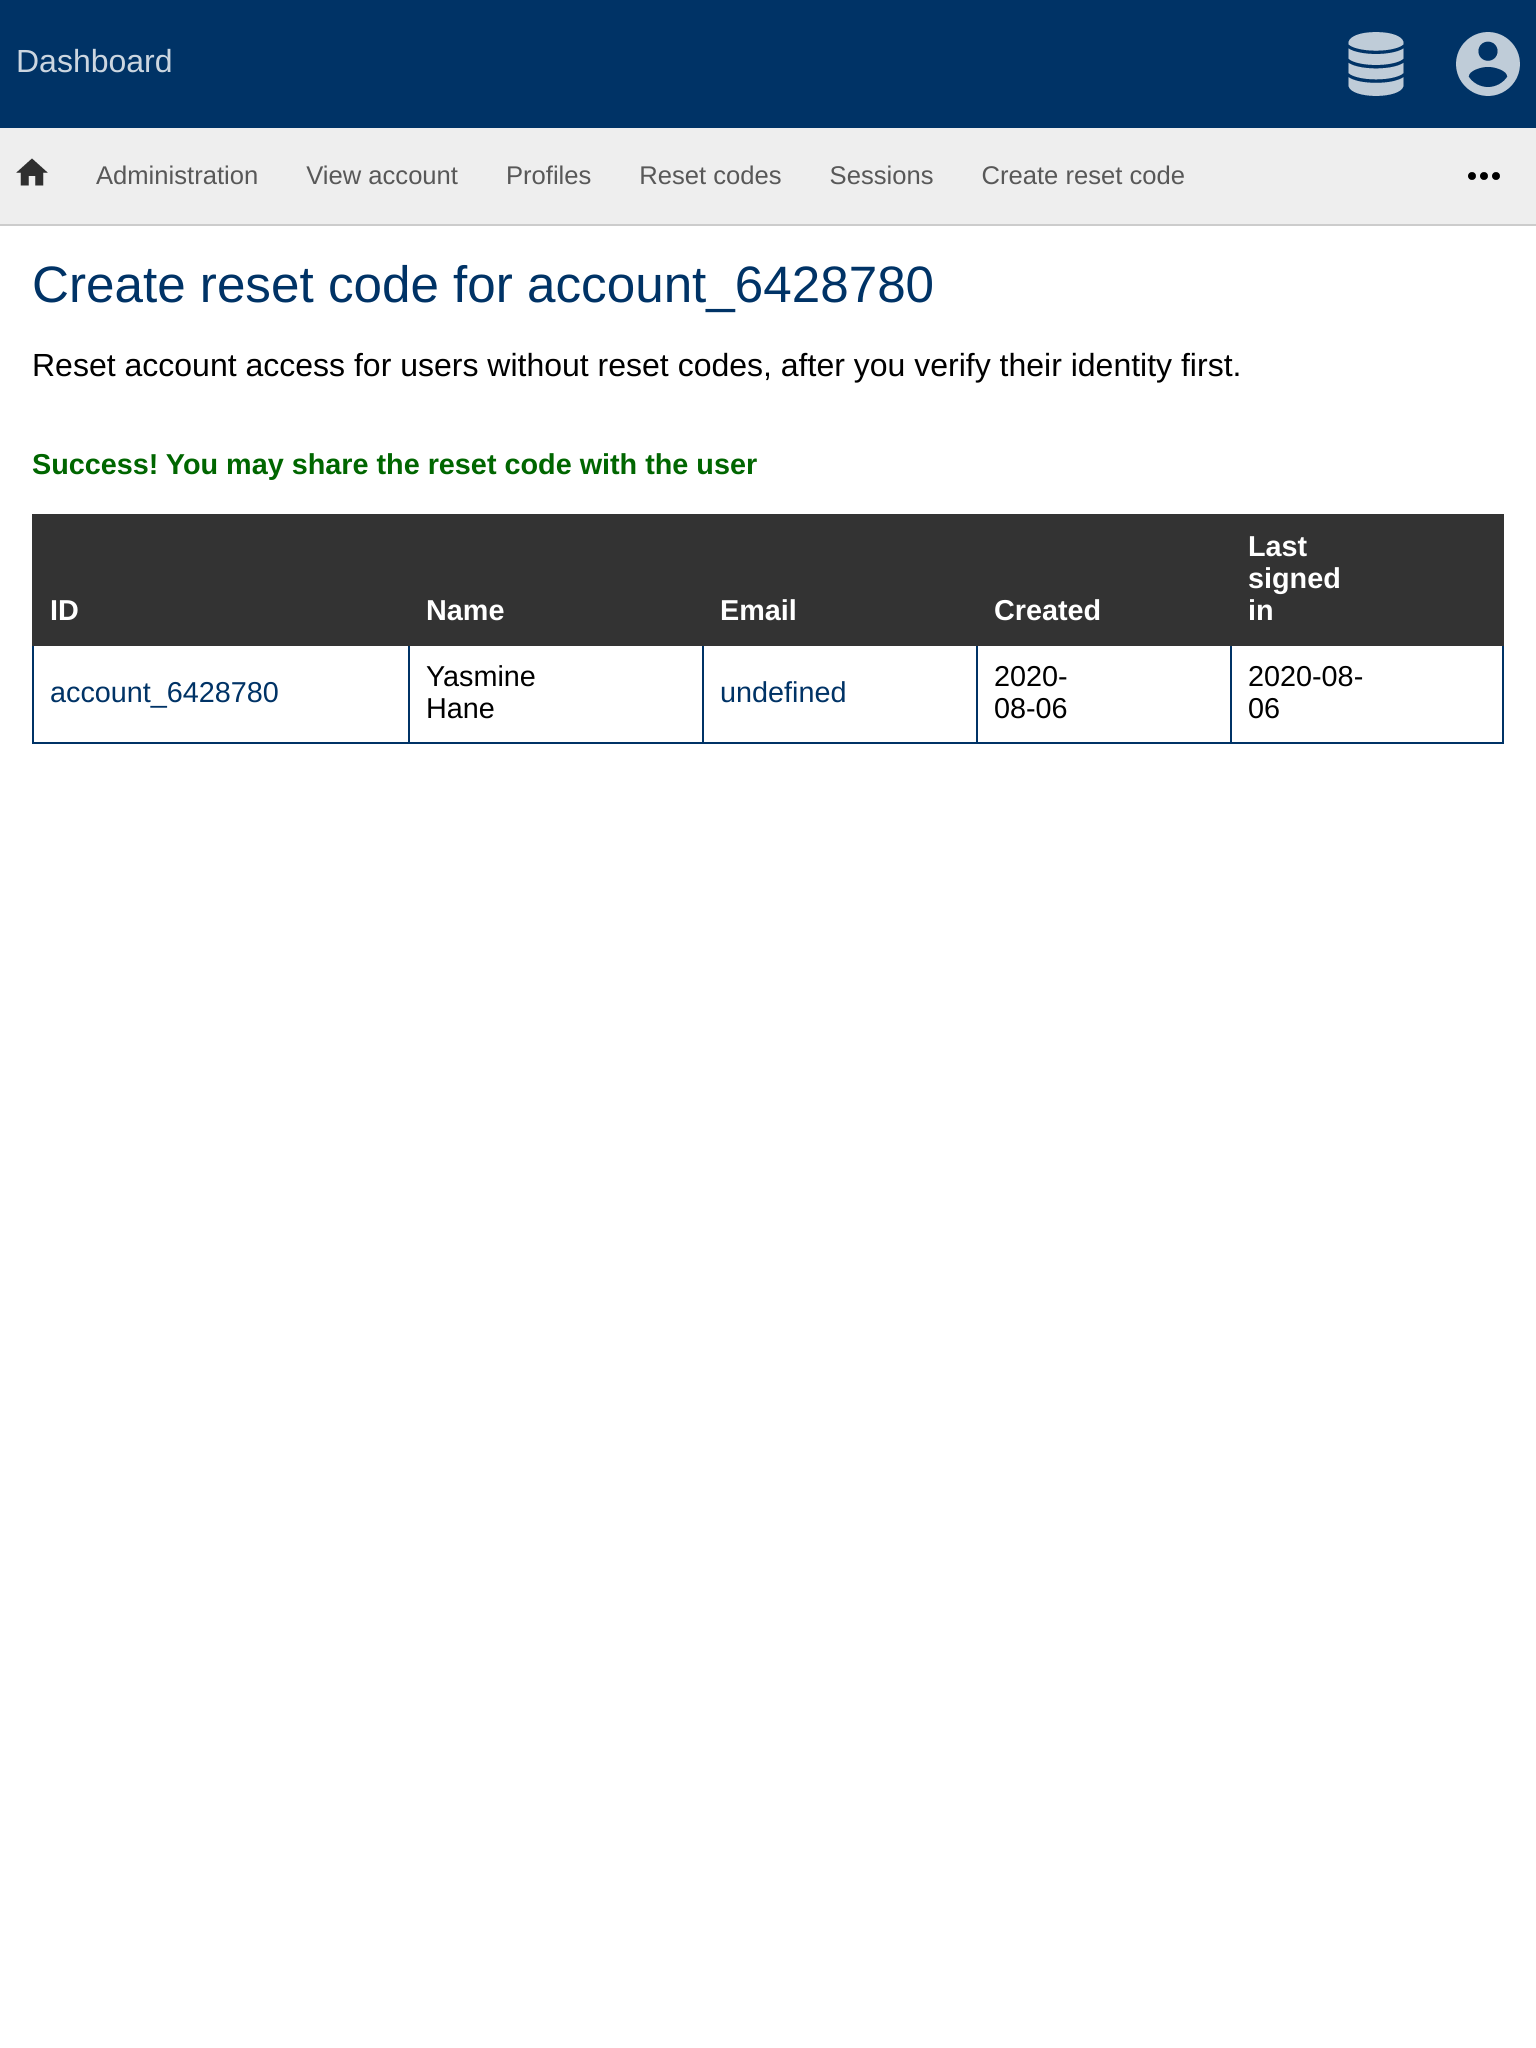 Dashboard
Administration View account Profiles Reset codes Sessions Create reset code
Create reset code for account_6428780
Reset account access for users without reset codes, after you verify their identity first.
Success! You may share the reset code with the user
ID Name Email Created Last signed in
account_6428780 Yasmine Hane undefined 2020-08-06 2020-08-06